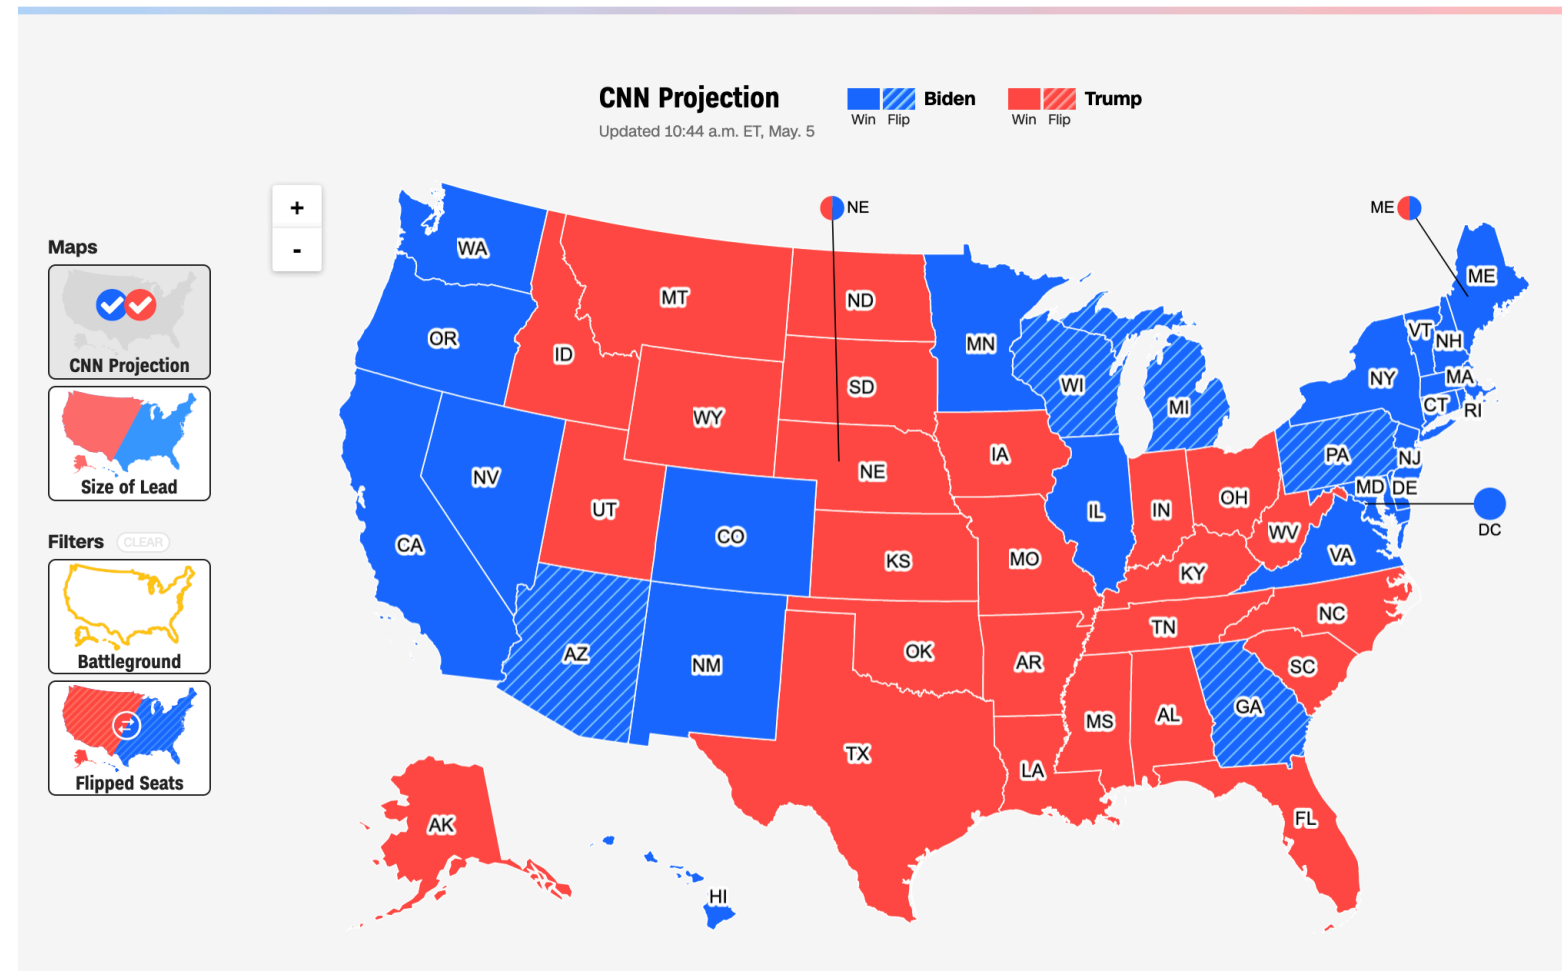 CNN Projection
Updated 10:44 a.m. ET, May. 5
Win Flip Biden
Win Flip Trump
+
-
Maps
CNN Projection
Size of Lead
Filters CLEAR
Battleground
Flipped Seats
NE
ME
WA
MT
ND
MN
ME
OR
ID
SD
WI
MI
VT
NH
NY
MA
CT
RI
WY
NV
NE
IA
PA
NJ
UT
CO
IL
IN
OH
MD
DE
DC
CA
KS
MO
WV
KY
VA
AZ
NM
OK
AR
TN
NC
SC
MS
AL
GA
TX
LA
AK
FL
HI